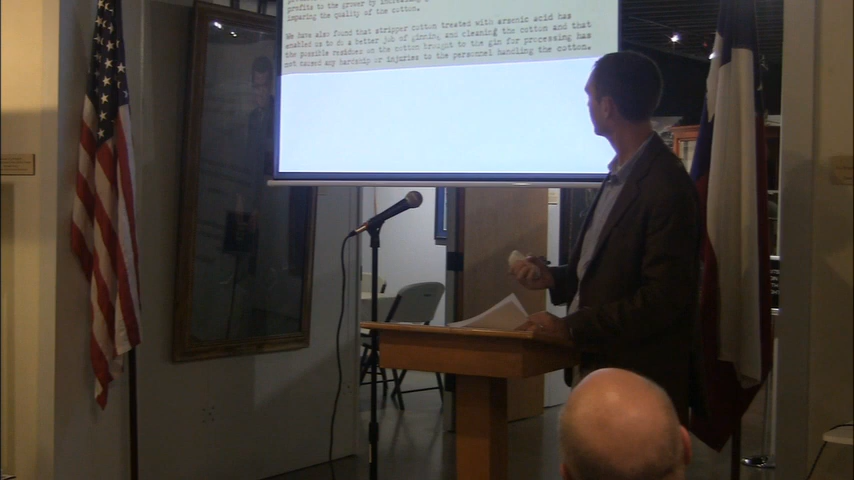 profits to the grower by increasing
imparing the quality of the cotton.
We have also found that stripper cotton treated with arsenic acid has
enabled us to do a better job of ginning and cleaning the cotton and that
the possible residues on the cotton brought to the gin for processing has
not caused any hardship or injuries to the personnel handling the cotton.